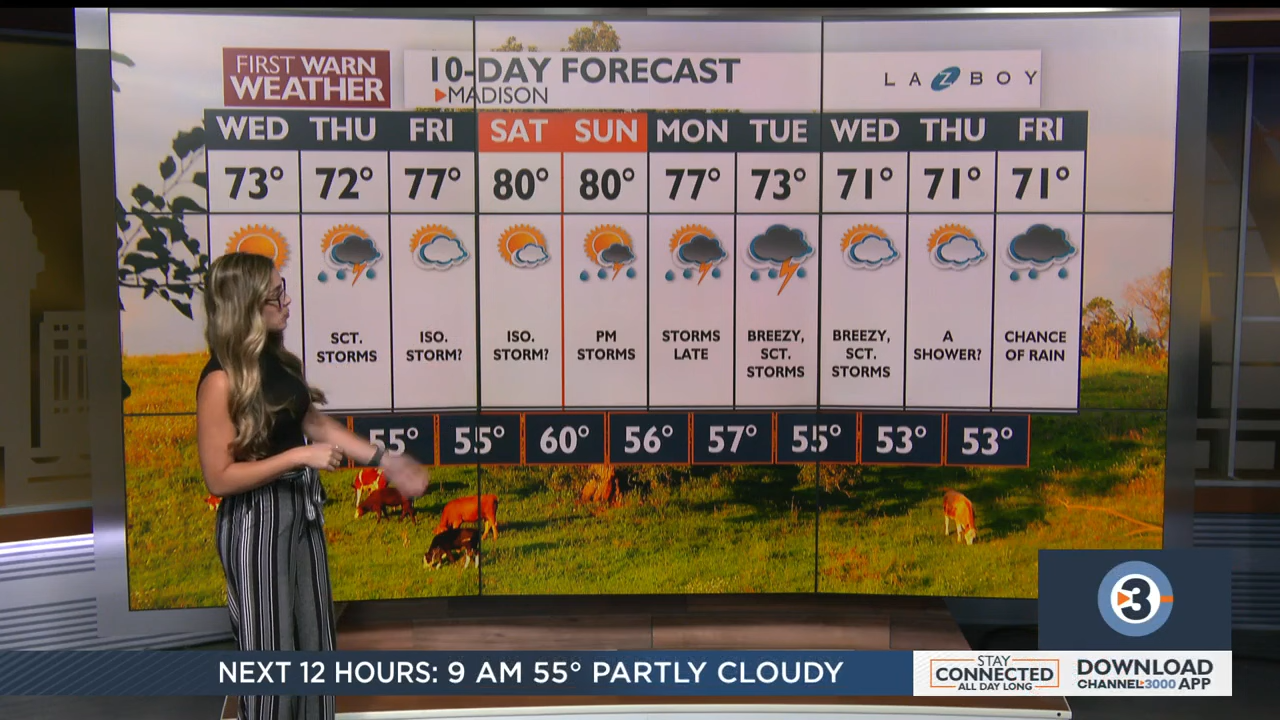 FIRST WARN
WEATHER
10-DAY FORECAST
MADISON
LA Z BOY
WED THU FRI SAT SUN MON TUE WED THU FRI
73° 72° 77° 80° 80° 77° 73° 71° 71° 71°
SCT.
STORMS
ISO.
STORM?
ISO.
STORM?
PM
STORMS
STORMS
LATE
BREEZY,
SCT.
STORMS
BREEZY,
SCT.
STORMS
A
SHOWER?
CHANCE
OF RAIN
55° 55° 60° 56° 57° 55° 53° 53°
3
NEXT 12 HOURS: 9 AM 55° PARTLY CLOUDY
STAY
CONNECTED
ALL DAY LONG
DOWNLOAD
CHANNEL3000 APP